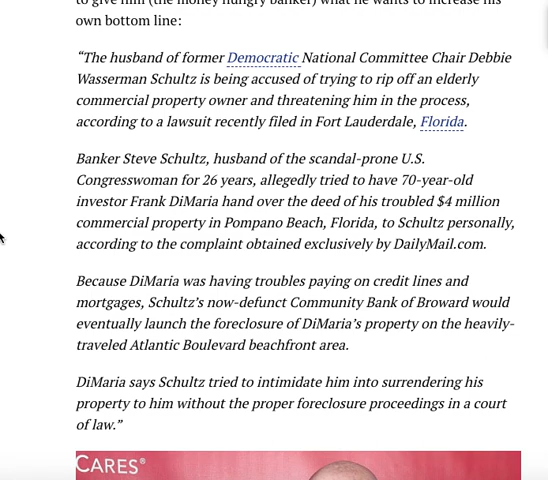 to give him (the money hungry banker) what he wants to increase his
own bottom line:
“The husband of former Democratic National Committee Chair Debbie
Wasserman Schultz is being accused of trying to rip off an elderly
commercial property owner and threatening him in the process,
according to a lawsuit recently filed in Fort Lauderdale, Florida.
Banker Steve Schultz, husband of the scandal-prone U.S.
Congresswoman for 26 years, allegedly tried to have 70-year-old
investor Frank DiMaria hand over the deed of his troubled $4 million
commercial property in Pompano Beach, Florida, to Schultz personally,
according to the complaint obtained exclusively by DailyMail.com.
Because DiMaria was having troubles paying on credit lines and
mortgages, Schultz’s now-defunct Community Bank of Broward would
eventually launch the foreclosure of DiMaria’s property on the heavily-
traveled Atlantic Boulevard beachfront area.
DiMaria says Schultz tried to intimidate him into surrendering his
property to him without the proper foreclosure proceedings in a court
of law.”
CARES®